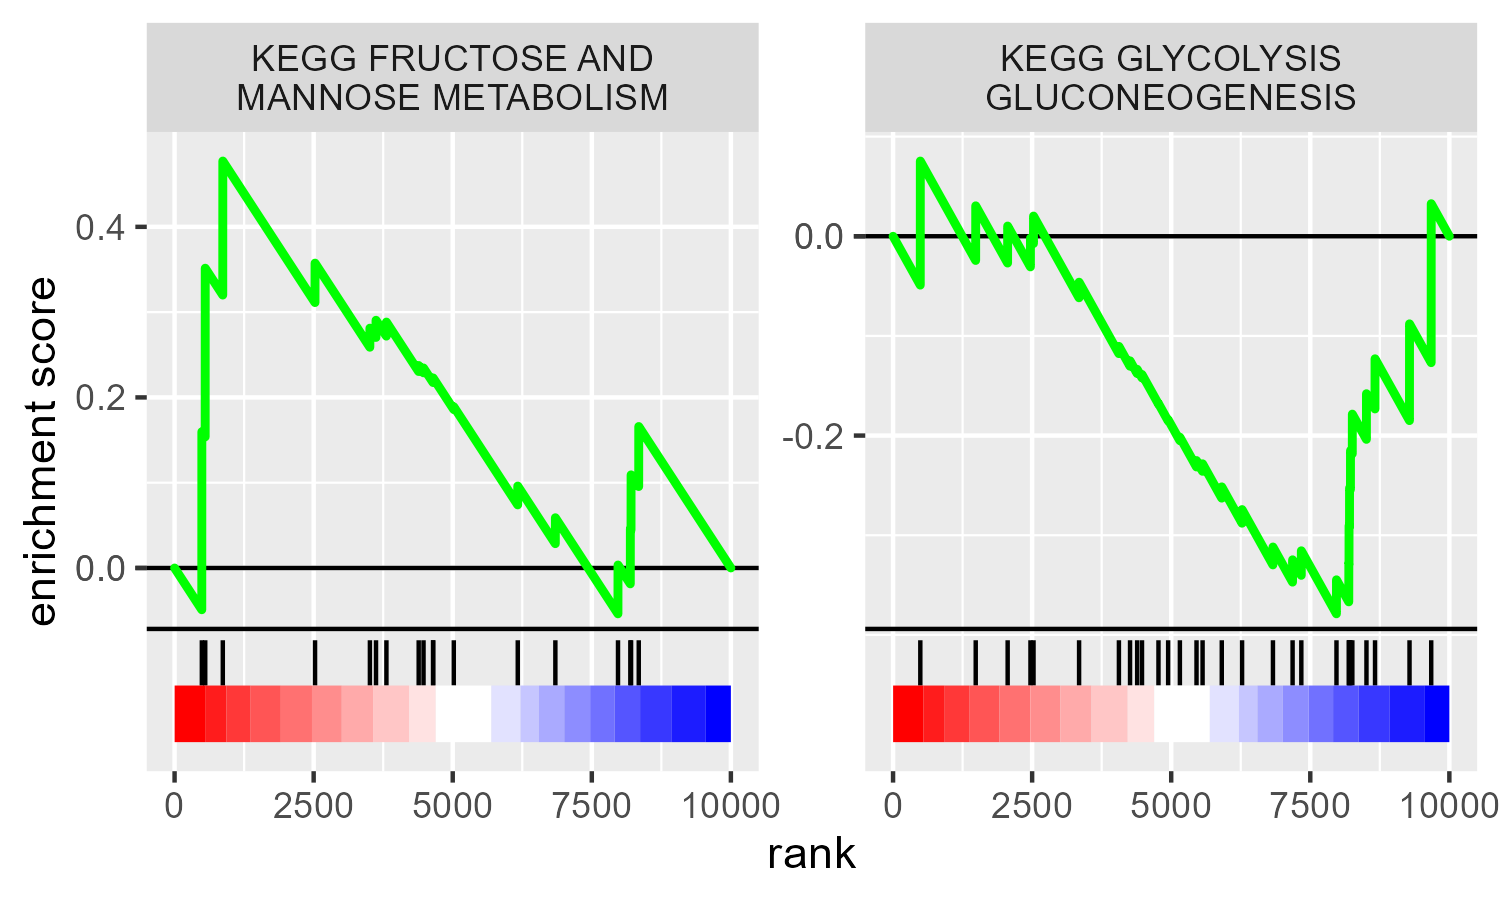 KEGG FRUCTOSE AND
MANNOSE METABOLISM
KEGG GLYCOLYSIS
GLUCONEOGENESIS
enrichment score
0.4
0.2
0.0
0.0
-0.2
0 2500 5000 7500 10000
0 2500 5000 7500 10000
rank